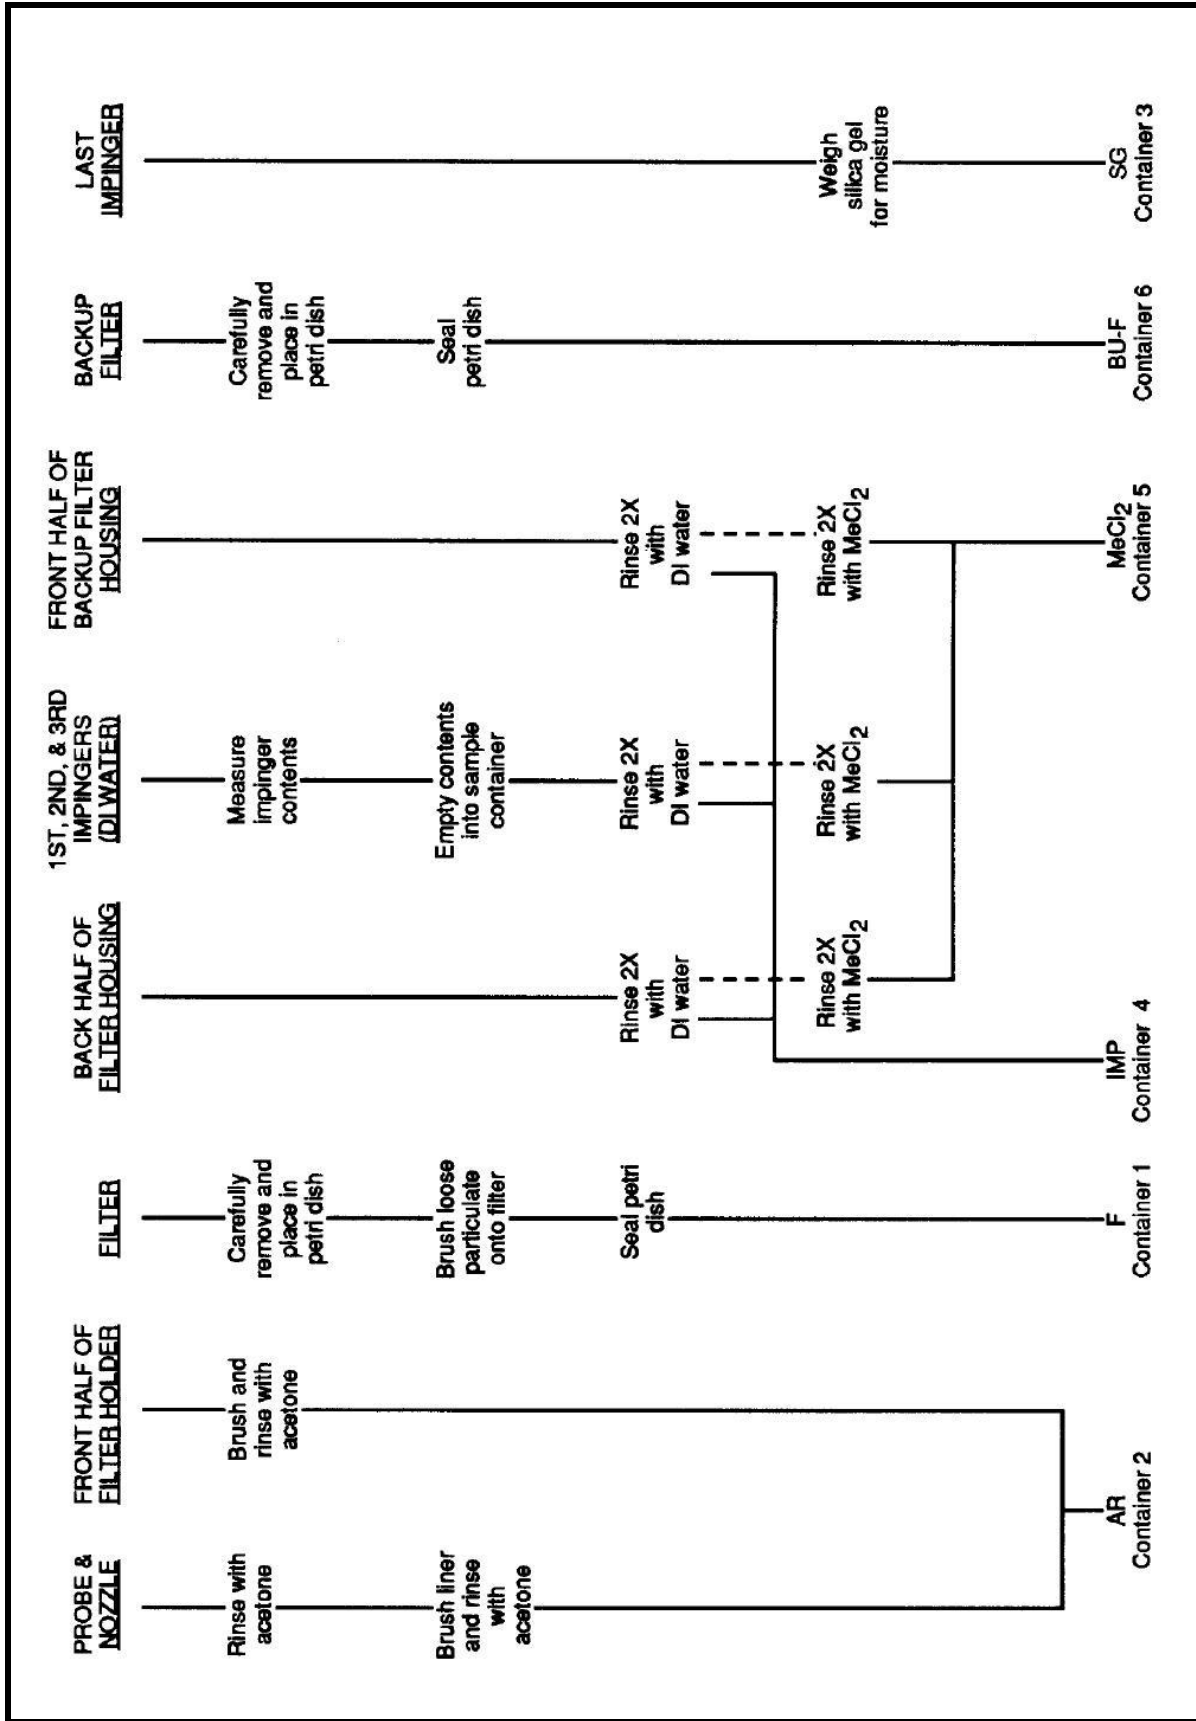 PROBE &
NOZZLE
Rinse with
acetone
Brush liner
and rinse
with
acetone
FRONT HALF OF
FILTER HOLDER
Brush and
rinse with
acetone
AR
Container 2
FILTER
Carefully
remove and
place in
petri dish
Brush loose
particulate
onto filter
Seal petri
dish
F
Container 1
BACK HALF OF
FILTER HOUSING
Rinse 2X
with
DI water
Rinse 2X
with MeCl2
IMP
Container 4
1ST, 2ND, & 3RD
IMPINGERS
(DI WATER)
Measure
impinger
contents
Empty contents
into sample
container
Rinse 2X
with
DI water
Rinse 2X
with MeCl2
FRONT HALF OF
BACKUP FILTER
HOUSING
Rinse 2X
with
DI water
Rinse 2X
with MeCl2
MeCl2
Container 5
BACKUP
FILTER
Carefully
remove and
place in
petri dish
Seal
petri dish
BU-F
Container 6
LAST
IMPINGER
Weigh
silica gel
for moisture
SG
Container 3